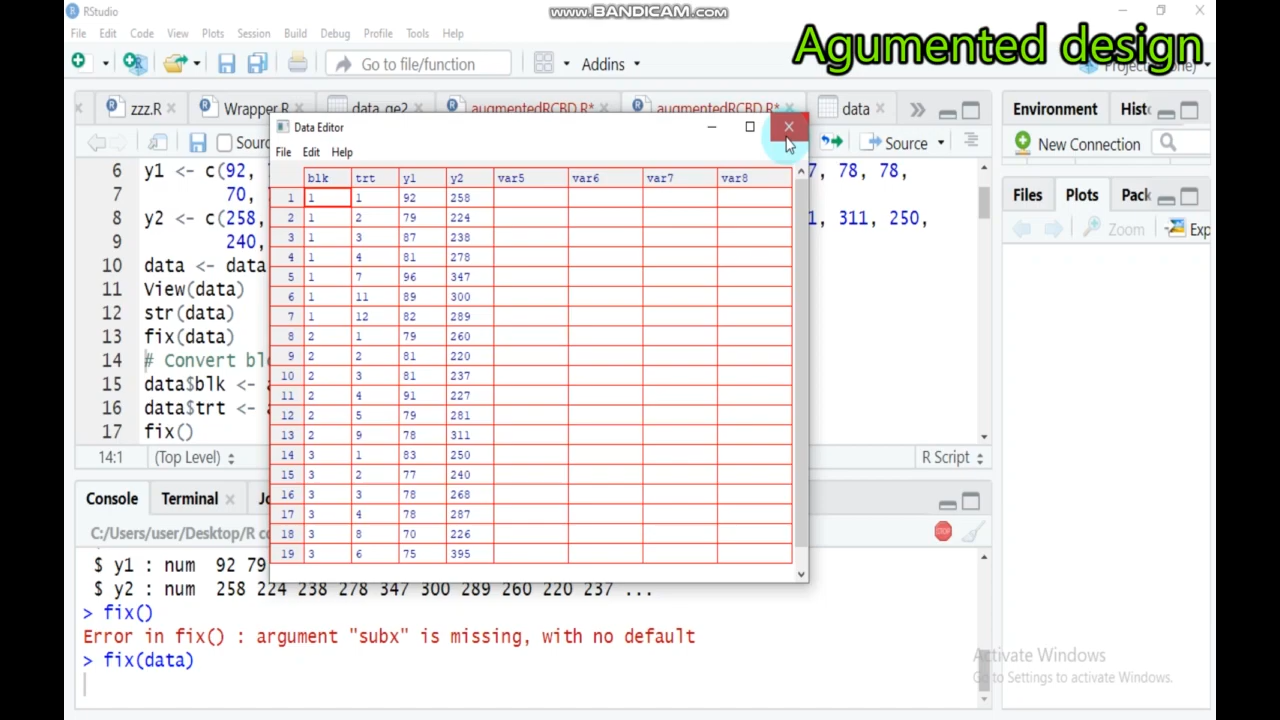 RStudio
www.BANDICAM.com
Agumented design
File Edit Code View Plots Session Build Debug Profile Tools Help
Go to file/function Addins
zzz.R Wrapper.R data_ge2 augmentedRCBD.R* augmentedRCBD.R* data
Source
6 y1 <- c(92, 7, 78, 78,
7 70,
8 y2 <- c(258, 1, 311, 250,
9 240,
10 data <- data
11 View(data)
12 str(data)
13 fix(data)
14 # Convert bl
15 data$blk <-
16 data$trt <-
17 fix()
14:1 (Top Level) R Script
Data Editor
File Edit Help
blk trt y1 y2 var5 var6 var7 var8
1 1 1 92 258
2 1 2 79 224
3 1 3 87 238
4 1 4 81 278
5 1 7 96 347
6 1 11 89 300
7 1 12 82 289
8 2 1 79 260
9 2 2 81 220
10 2 3 81 237
11 2 4 91 227
12 2 5 79 281
13 2 9 78 311
14 3 1 83 250
15 3 2 77 240
16 3 3 78 268
17 3 4 78 287
18 3 8 70 226
19 3 6 75 395
Console Terminal Jo
C:/Users/user/Desktop/R co
STOP
$ y1 : num 92 79
$ y2 : num 258 224 238 278 347 300 289 260 220 237 ...
> fix()
Error in fix() : argument "subx" is missing, with no default
> fix(data)
Environment Histo
New Connection
Files Plots Pack
Zoom Exp
Activate Windows
Go to Settings to activate Windows.